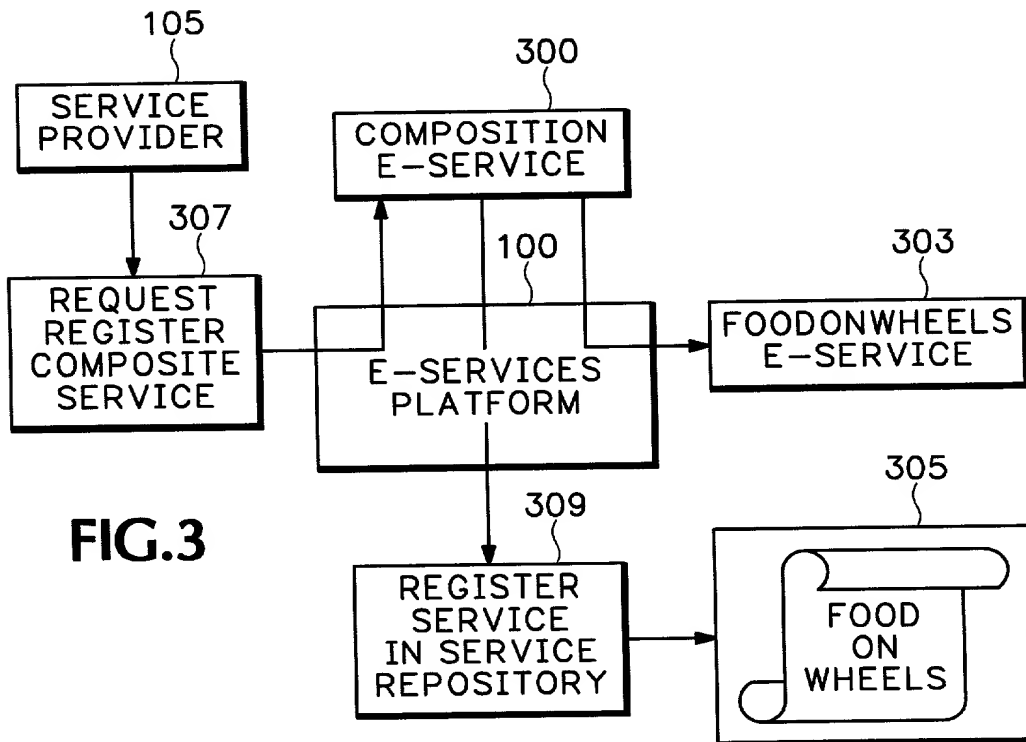 105
SERVICE
PROVIDER
300
COMPOSITION
E-SERVICE
307
REQUEST
REGISTER
COMPOSITE
SERVICE
100
E-SERVICES
PLATFORM
303
FOODONWHEELS
E-SERVICE
FIG.3
309
REGISTER
SERVICE
IN SERVICE
REPOSITORY
305
FOOD
ON
WHEELS